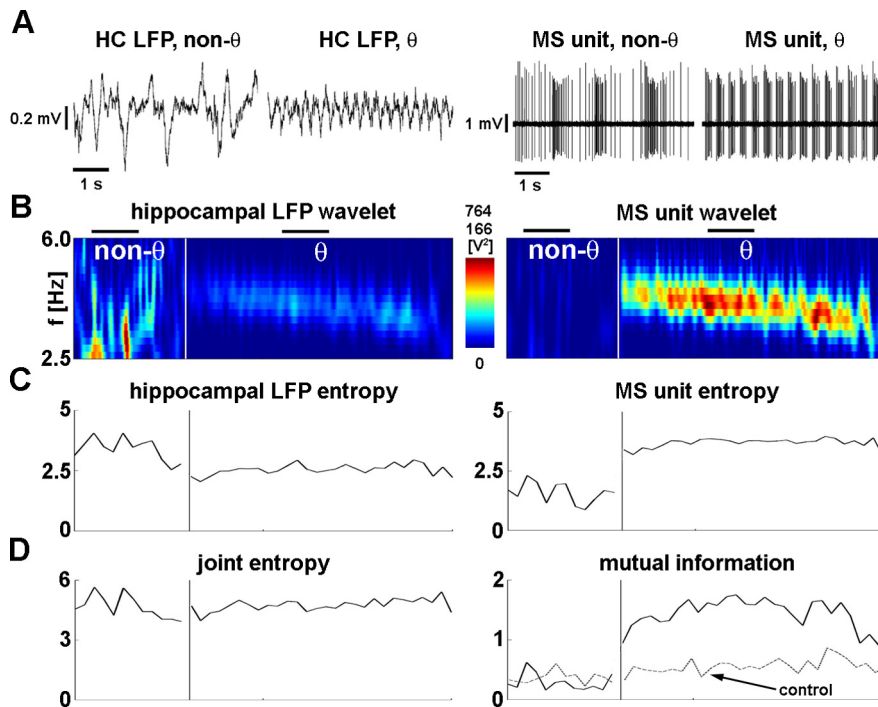 A
HC LFP, non-θ
HC LFP, θ
MS unit, non-θ
MS unit, θ
0.2 mV
1 s
1 mV
1 s
B
hippocampal LFP wavelet
764
166
[V²]
0
MS unit wavelet
6.0
f [Hz]
2.5
non-θ
θ
non-θ
θ
C
hippocampal LFP entropy
5
2.5
0
MS unit entropy
5
2.5
0
D
joint entropy
6
3
0
mutual information
2
1
0
control